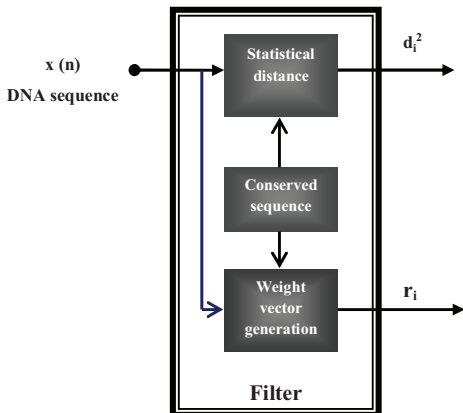 x (n)
DNA sequence
Statistical
distance
d_i^2
Conserved
sequence
Weight
vector
generation
r_i
Filter